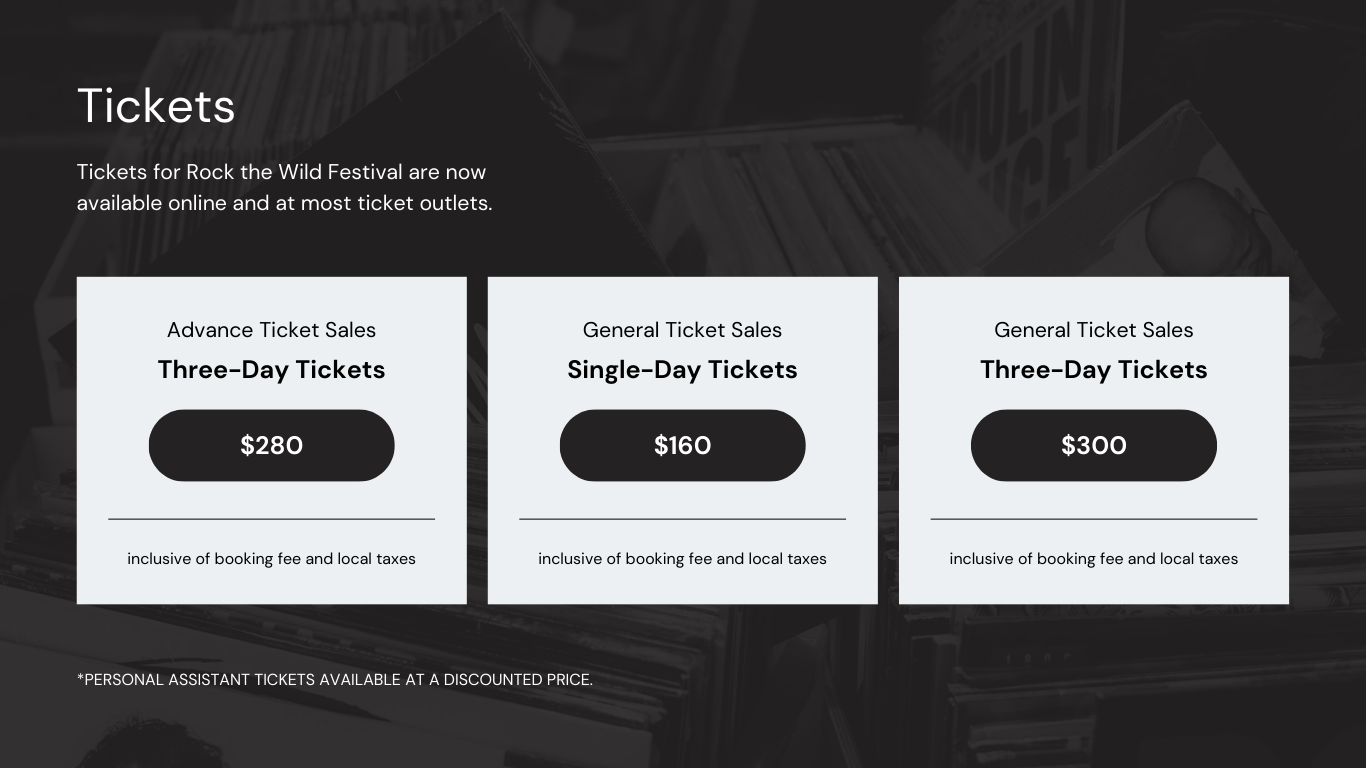 Tickets
Tickets for Rock the Wild Festival are now
available online and at most ticket outlets.
Advance Ticket Sales
Three-Day Tickets
$280
inclusive of booking fee and local taxes
General Ticket Sales
Single-Day Tickets
$160
inclusive of booking fee and local taxes
General Ticket Sales
Three-Day Tickets
$300
inclusive of booking fee and local taxes
*PERSONAL ASSISTANT TICKETS AVAILABLE AT A DISCOUNTED PRICE.